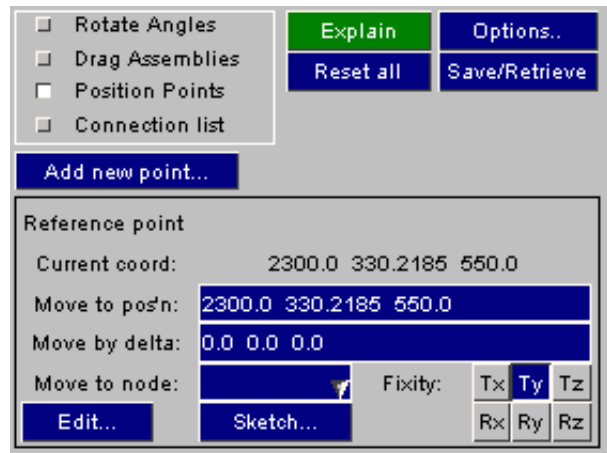 Rotate Angles
Drag Assemblies
Position Points
Connection list
Explain Options..
Reset all Save/Retrieve
Add new point...
Reference point
Current coord: 2300.0 330.2185 550.0
Move to pos'n: 2300.0 330.2185 550.0
Move by delta: 0.0 0.0 0.0
Move to node: Fixity: Tx Ty Tz
Edit... Sketch... Rx Ry Rz